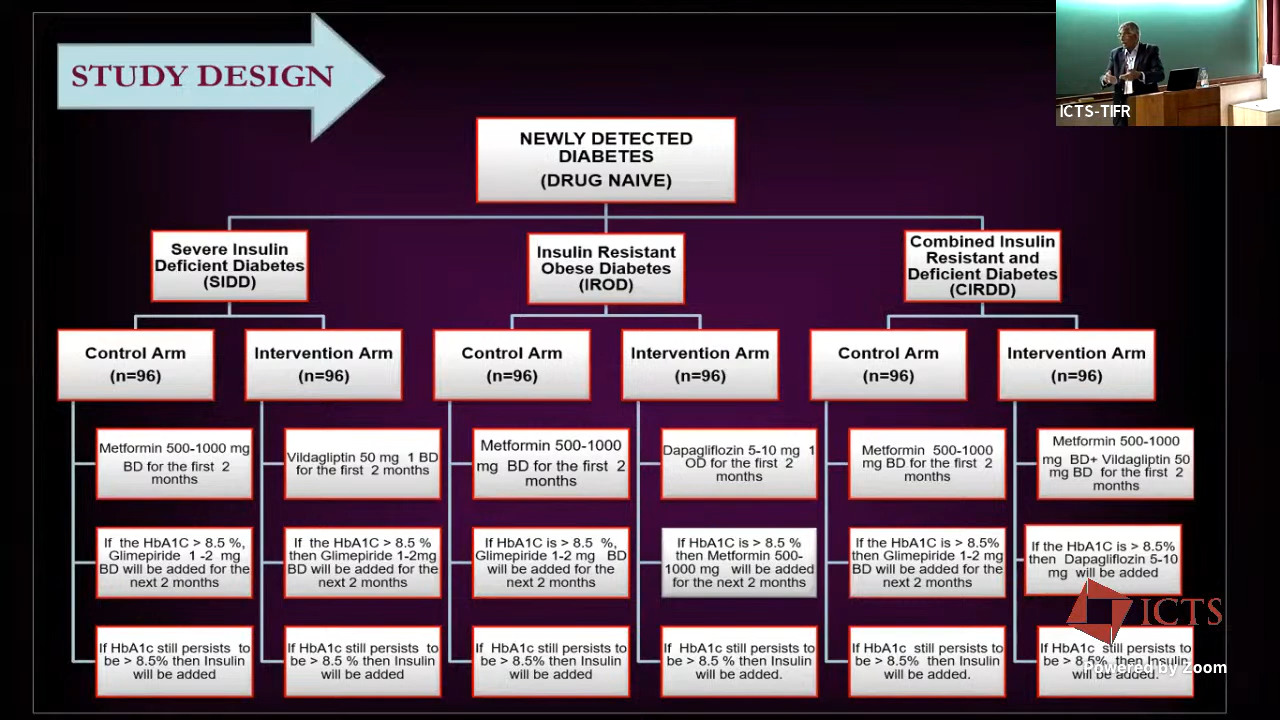 STUDY DESIGN
ICTS-TIFR
NEWLY DETECTED
DIABETES
(DRUG NAIVE)
Severe Insulin
Deficient Diabetes
(SIDD)
Insulin Resistant
Obese Diabetes
(IROD)
Combined Insulin
Resistant and
Deficient Diabetes
(CIRDD)
Control Arm
(n=96)
Intervention Arm
(n=96)
Control Arm
(n=96)
Intervention Arm
(n=96)
Control Arm
(n=96)
Intervention Arm
(n=96)
Metformin 500-1000 mg
BD for the first 2
months
Vildagliptin 50 mg 1 BD
for the first 2 months
Metformin 500-1000
mg BD for the first 2
months
Dapagliflozin 5-10 mg 1
OD for the first 2
months
Metformin 500-1000
mg BD for the first 2
months
Metformin 500-1000
mg BD+ Vildagliptin 50
mg BD for the first 2
months
If the HbA1C > 8.5 %,
Glimepiride 1 -2 mg
BD will be added for the
next 2 months
If the HbA1C > 8.5 %
then Glimepiride 1-2mg
BD will be added for the
next 2 months
If HbA1C is > 8.5 %,
Glimepiride 1-2 mg BD
will be added for the
next 2 months
If HbA1C is > 8.5 %
then Metformin 500-
1000 mg will be added
for the next 2 months
If the HbA1C is > 8.5%
then Glimepiride 1-2 mg
BD will be added for the
next 2 months
If the HbA1C is > 8.5%
then Dapagliflozin 5-10
mg will be added
If HbA1c still persists to
be > 8.5% then Insulin
will be added
If HbA1c still persists to
be > 8.5 % then Insulin
will be added
If HbA1c still persists to
be > 8.5 % then Insulin
will be added
If HbA1c still persists to
be > 8.5 % then Insulin
will be added.
If HbA1c still persists to
be > 8.5% then Insulin
will be added.
If HbA1c still persists to
be > 8.5% then Insulin
will be added.
ICTS
Powered by Zoom